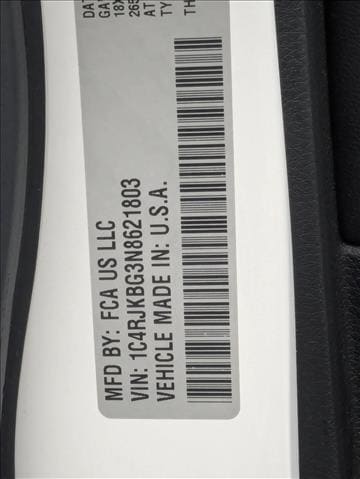 MFD BY: FCA US LLC
VIN: 1C4RJKBG3N8621803
VEHICLE MADE IN: U.S.A.